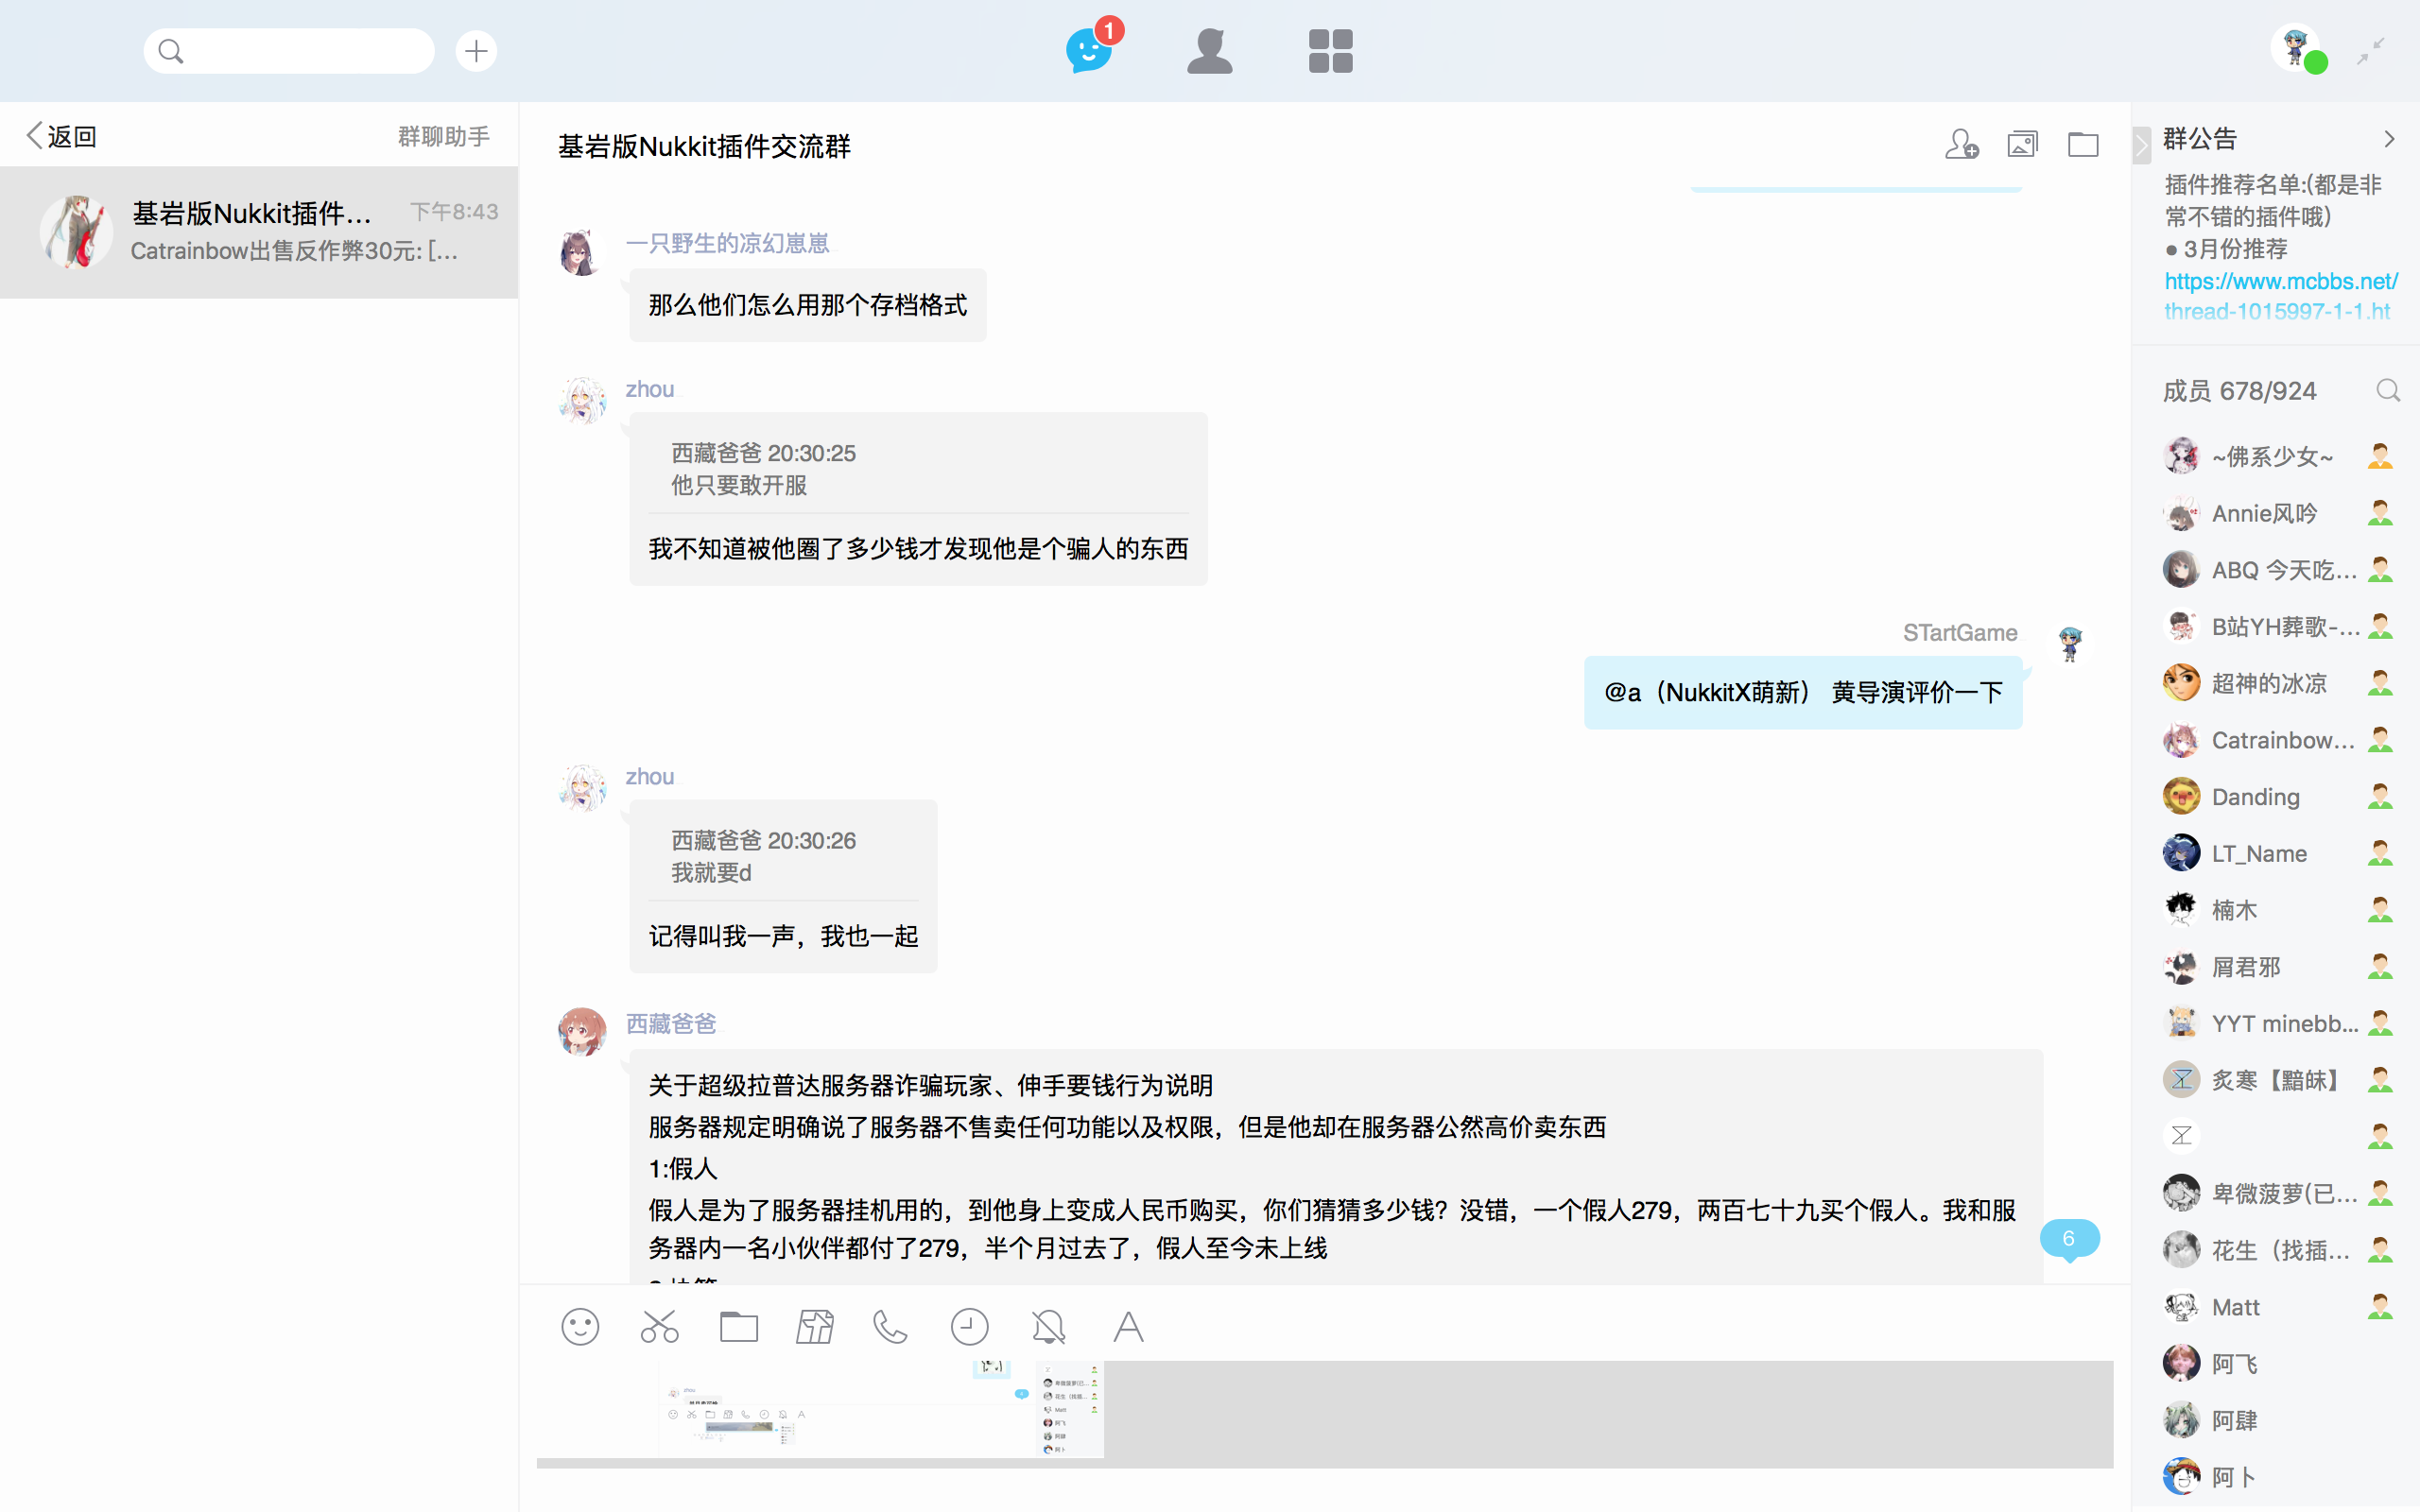 1
返回
群聊助手
基岩版Nukkit插件...
下午8:43
Catrainbow出售反作弊30元: [...
基岩版Nukkit插件交流群
一只野生的凉幻崽崽
那么他们怎么用那个存档格式
zhou
西藏爸爸 20:30:25
他只要敢开服
我不知道被他圈了多少钱才发现他是个骗人的东西
STartGame
@a（NukkitX萌新） 黄导演评价一下
zhou
西藏爸爸 20:30:26
我就要d
记得叫我一声，我也一起
西藏爸爸
关于超级拉普达服务器诈骗玩家、伸手要钱行为说明
服务器规定明确说了服务器不售卖任何功能以及权限，但是他却在服务器公然高价卖东西
1:假人
假人是为了服务器挂机用的，到他身上变成人民币购买，你们猜猜多少钱？没错，一个假人279，两百七十九买个假人。我和服
务器内一名小伙伴都付了279，半个月过去了，假人至今未上线
6
群公告
插件推荐名单:(都是非
常不错的插件哦)
● 3月份推荐
https://www.mcbbs.net/
thread-1015997-1-1.ht
成员 678/924
~佛系少女~
Annie风吟
ABQ 今天吃...
B站YH葬歌-...
超神的冰凉
Catrainbow...
Danding
LT_Name
楠木
屑君邪
YYT minebb...
炙寒【黯昧】
卑微菠萝(已...
花生（找插...
Matt
阿飞
阿肆
阿卜